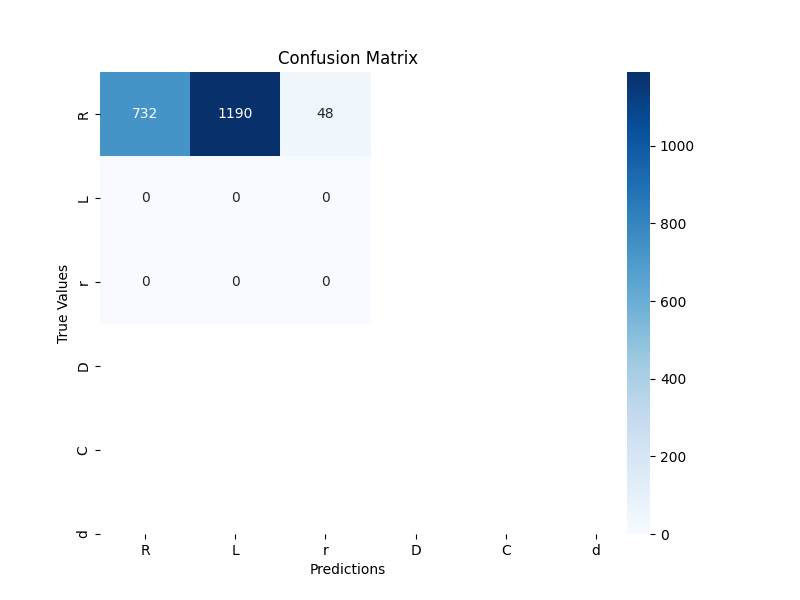 Confusion Matrix
R 732 1190 48
L 0 0 0
r 0 0 0
D
C
d
True Values
R L r D C d
Predictions
1000
800
600
400
200
0